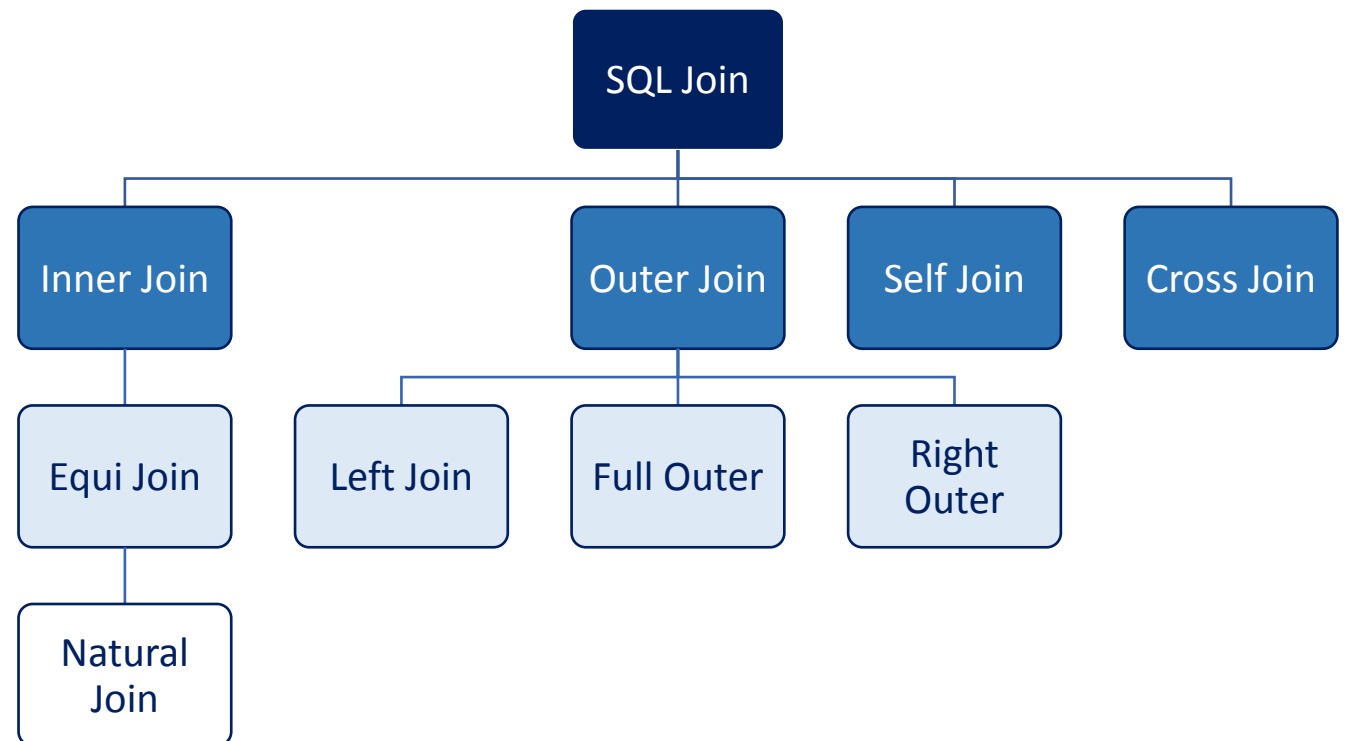 SQL Join
Inner Join
Outer Join
Self Join
Cross Join
Equi Join
Left Join
Full Outer
Right
Outer
Natural
Join